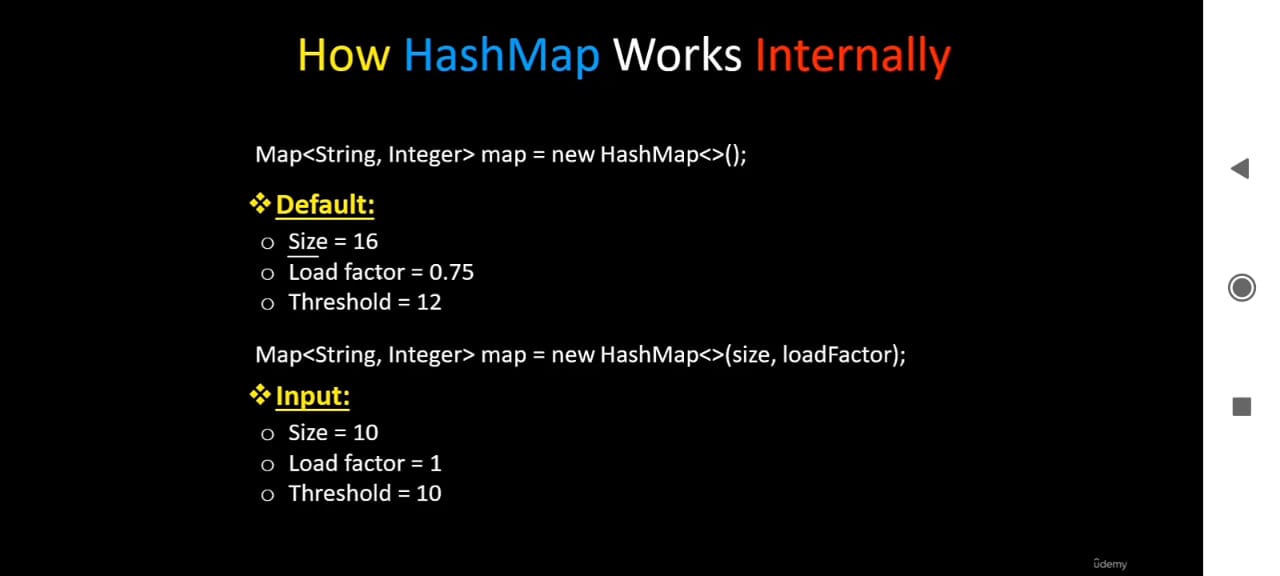 How HashMap Works Internally
Map<String, Integer> map = new HashMap<>();
❖ Default:
o Size = 16
o Load factor = 0.75
o Threshold = 12
Map<String, Integer> map = new HashMap<>(size, loadFactor);
❖ Input:
o Size = 10
o Load factor = 1
o Threshold = 10
ûdemy